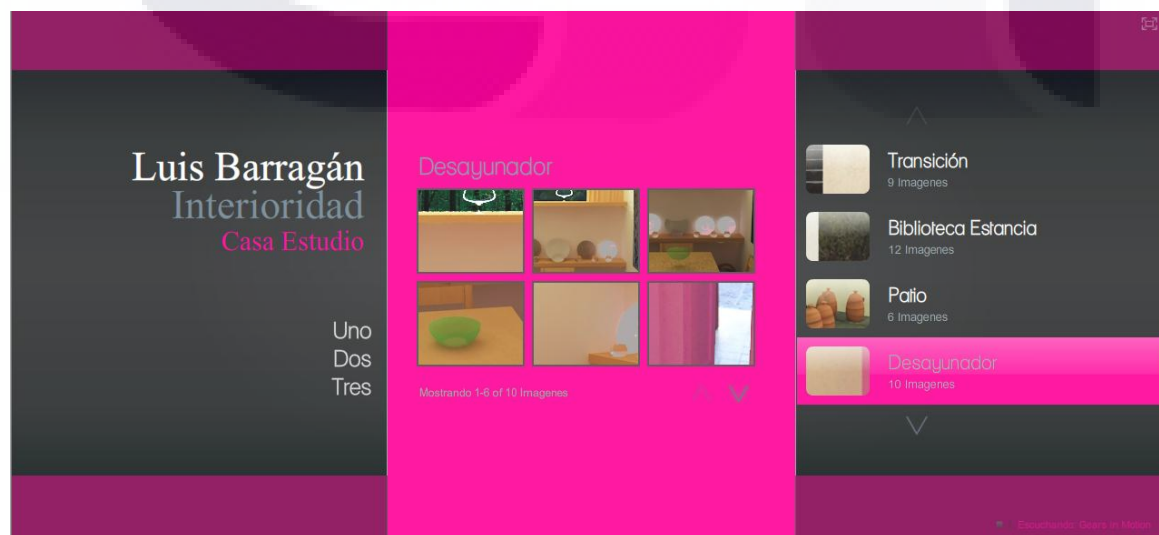 Luis Barragán
Interioridad
Casa Estudio
Uno
Dos
Tres
Desayunador
Mostrando 1-6 of 10 Imagenes
Transición
9 Imagenes
Biblioteca Estancia
12 Imagenes
Patio
6 Imagenes
Desayunador
10 Imagenes
Escuchando: Gears in Motion